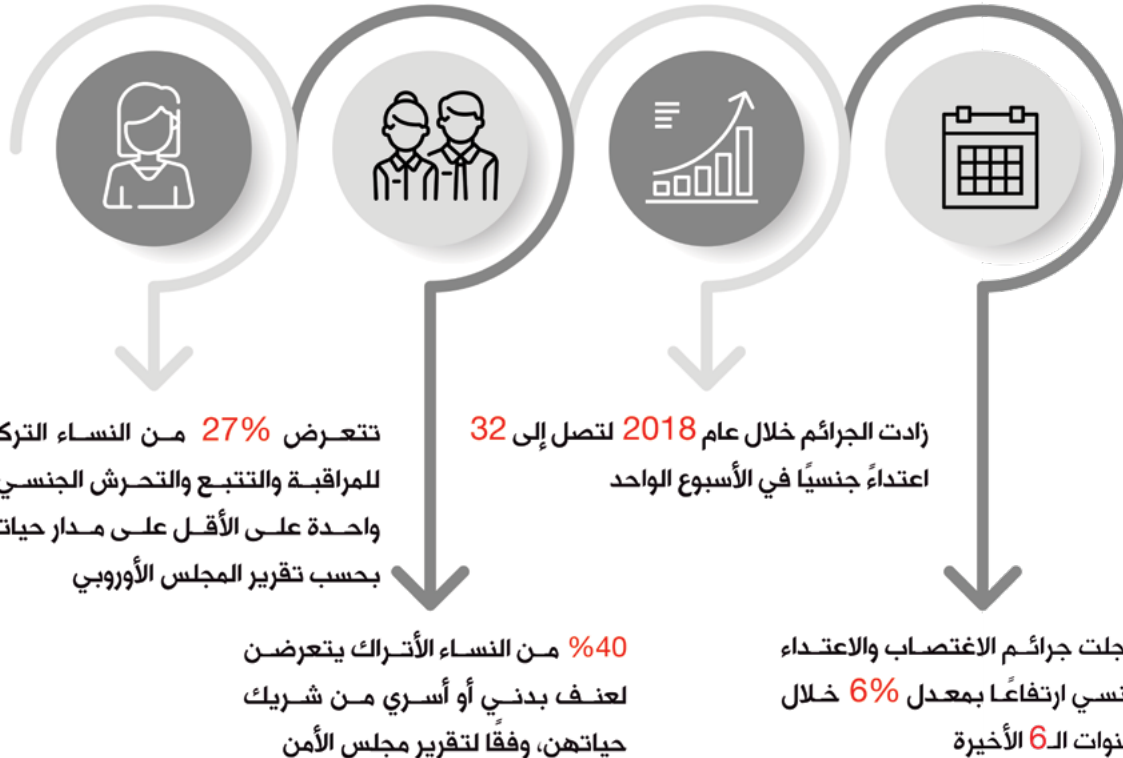 جلت جرائم الاغتصاب والاعتداء
نسي ارتفاعًا بمعدل 6% خلال
نوات الـ6 الأخيرة
زادت الجرائم خلال عام 2018 لتصل إلى 32
اعتداءً جنسيًا في الأسبوع الواحد
%40 من النساء الأتراك يتعرضن
لعنف بدني أو أسري من شريك
حياتهن، وفقًا لتقرير مجلس الأمن
تتعرض 27% من النساء الترك
للمراقبة والتتبع والتحرش الجنسي
واحدة على الأقل على مدار حيات
بحسب تقرير المجلس الأوروبي